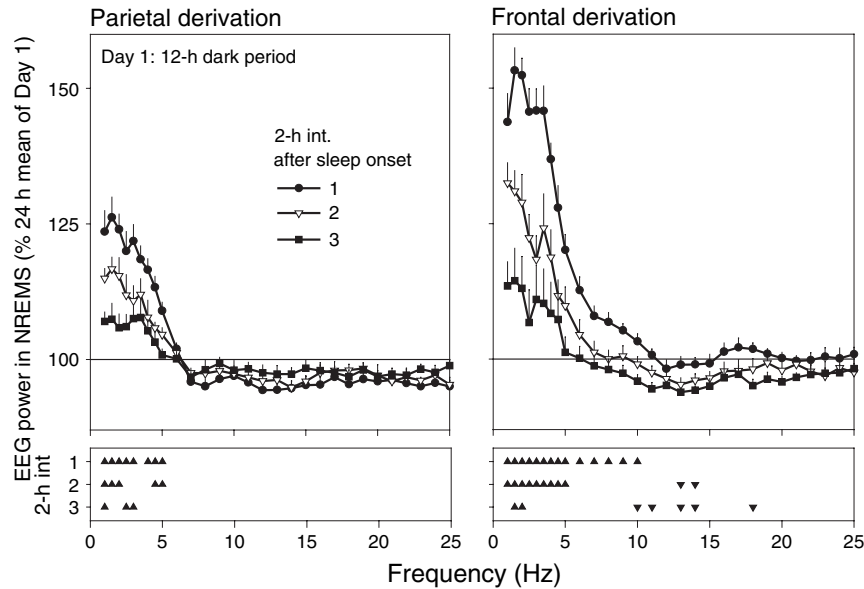 Parietal derivation
Frontal derivation
Day 1: 12-h dark period
2-h int.
after sleep onset
1
2
3
EEG power in NREMS (% 24 h mean of Day 1)
150
125
100
2-h int
1
2
3
0 5 10 15 20 25
0 5 10 15 20 25
Frequency (Hz)